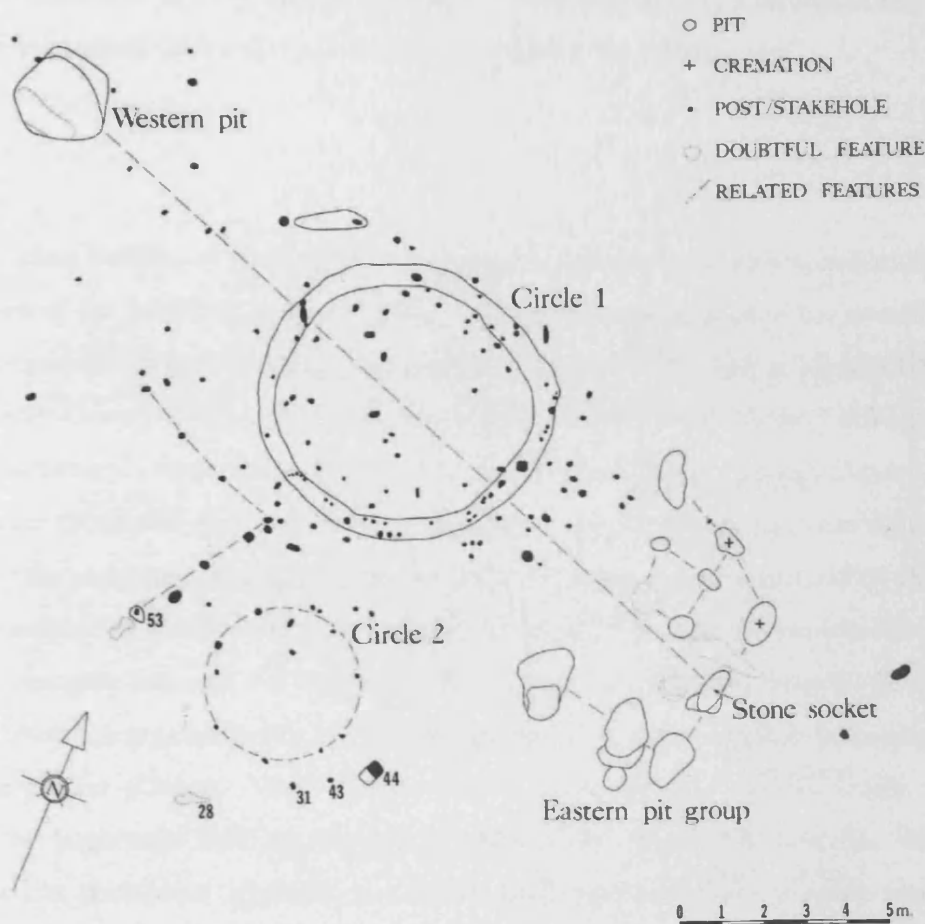 PIT
CREMATION
POST/STAKEHOLE
DOUBTFUL FEATURE
RELATED FEATURES
Western pit
Circle 1
53
Circle 2
Stone socket
N
44
43
31
28
Eastern pit group
0 1 2 3 4 5m.